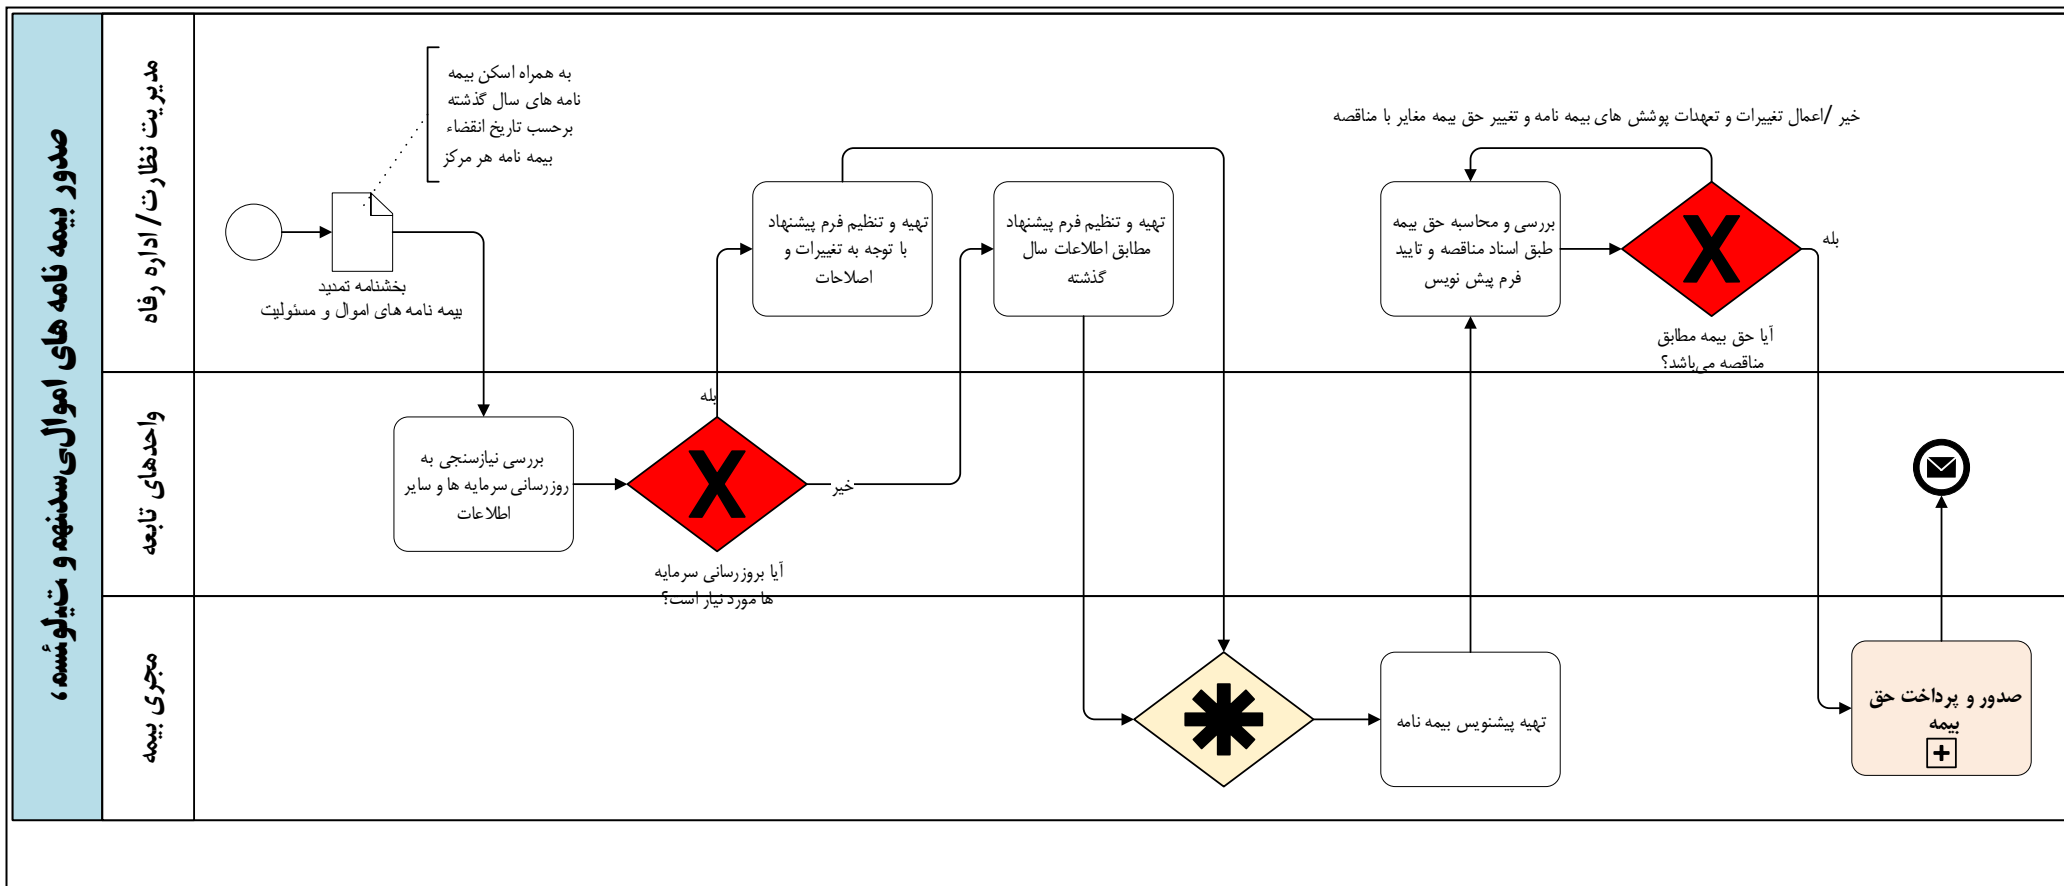 صدور بیمه نامه های اموال
مدیریت نظارت/ اداره رفاه
واحدهای تابعه
مجری بیمه
به همراه اسکن بیمه
نامه های سال گذشته
برحسب تاریخ انقضاء
بیمه نامه هر مرکز
بخشنامه تمدید
بیمه نامه های اموال و مسئولیت
بررسی نیازسنجی به
روزرسانی سرمایه ها و سایر
اطلاعات
آیا بروزرسانی سرمایه
ها مورد نیاز است؟
بله
خیر
تهیه و تنظیم فرم پیشنهاد
با توجه به تغییرات و
اصلاحات
تهیه و تنظیم فرم پیشنهاد
مطابق اطلاعات سال
گذشته
تهیه پیشنویس بیمه نامه
خیر /اعمال تغییرات و تعهدات پوشش های بیمه نامه و تغییر حق بیمه مغایر با مناقصه
بررسی و محاسبه حق بیمه
طبق اسناد مناقصه و تایید
فرم پیش نویس
آیا حق بیمه مطابق
مناقصه می‌باشد؟
بله
صدور و پرداخت حق
بیمه